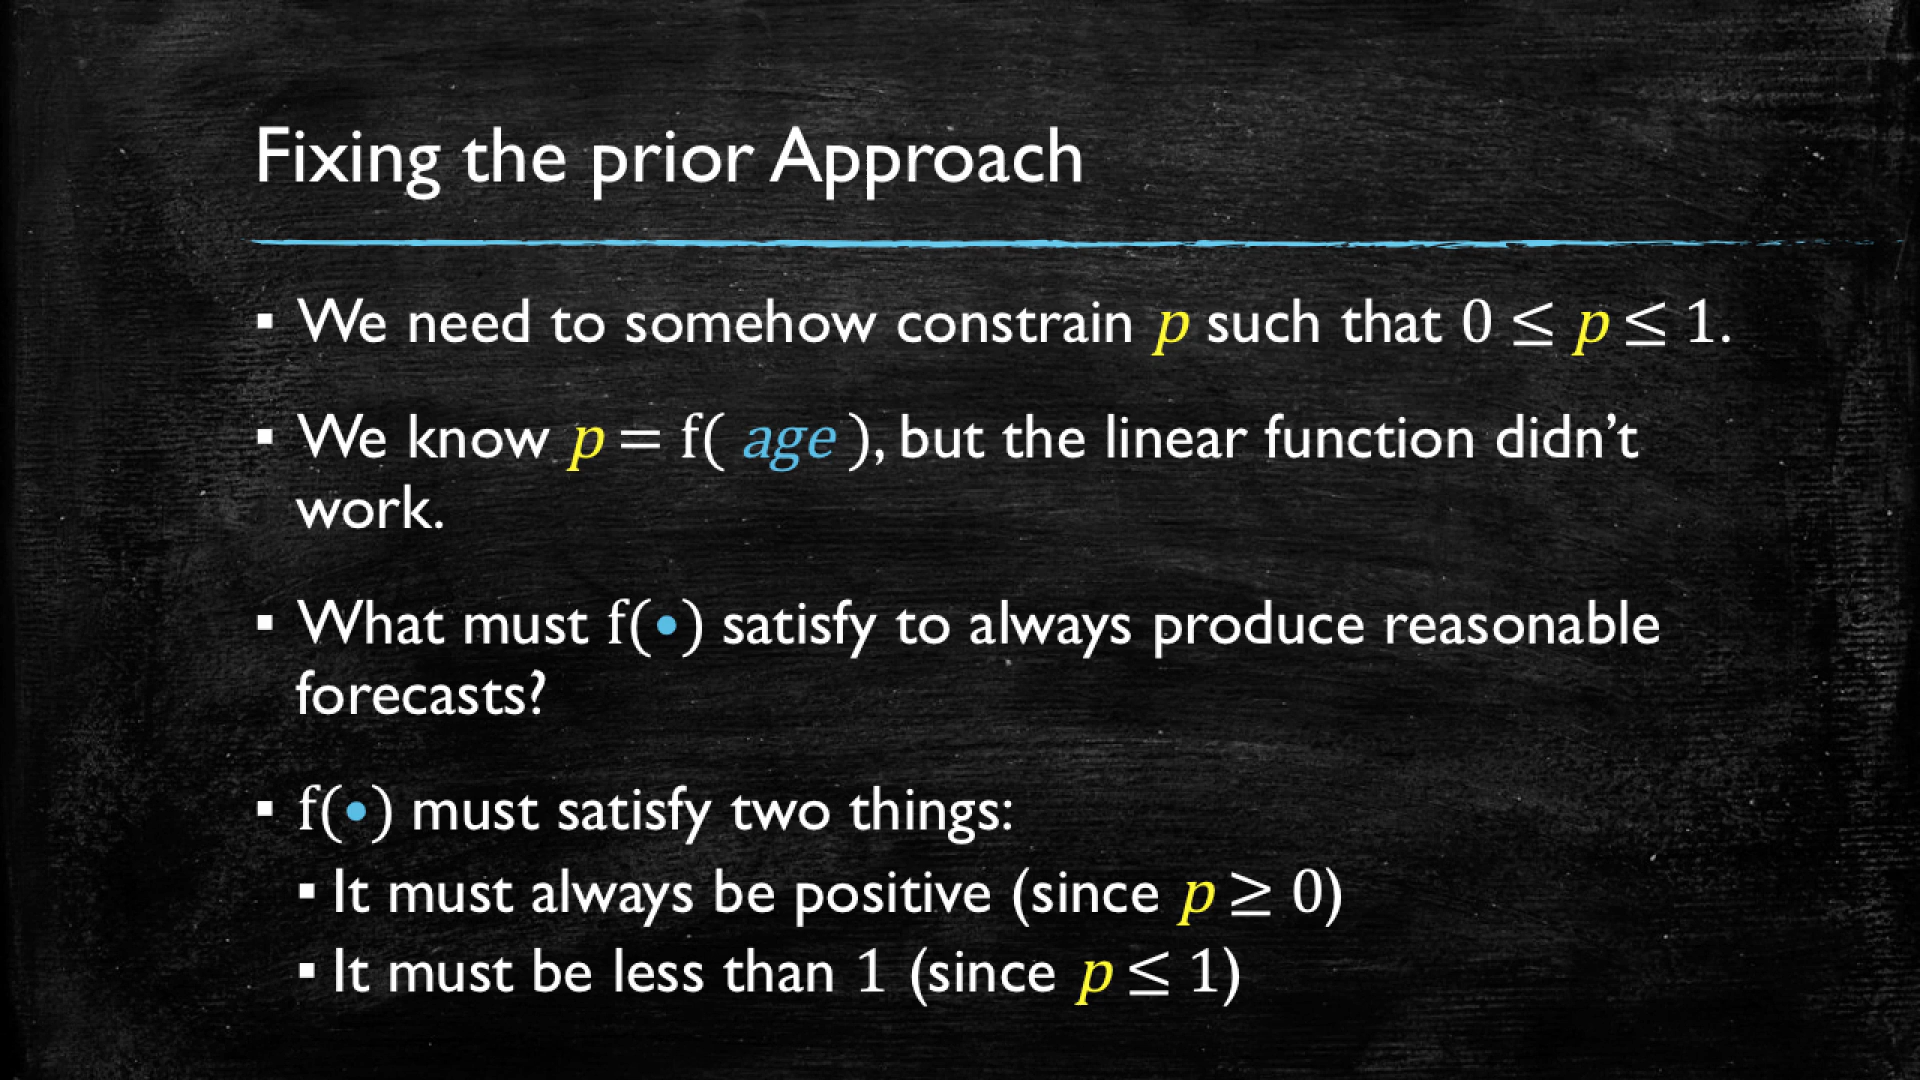 Fixing the prior Approach
▪ We need to somehow constrain p such that 0 ≤ p ≤ 1.
▪ We know p = f( age ), but the linear function didn’t
work.
▪ What must f(•) satisfy to always produce reasonable
forecasts?
▪ f(•) must satisfy two things:
▪ It must always be positive (since p ≥ 0)
▪ It must be less than 1 (since p ≤ 1)